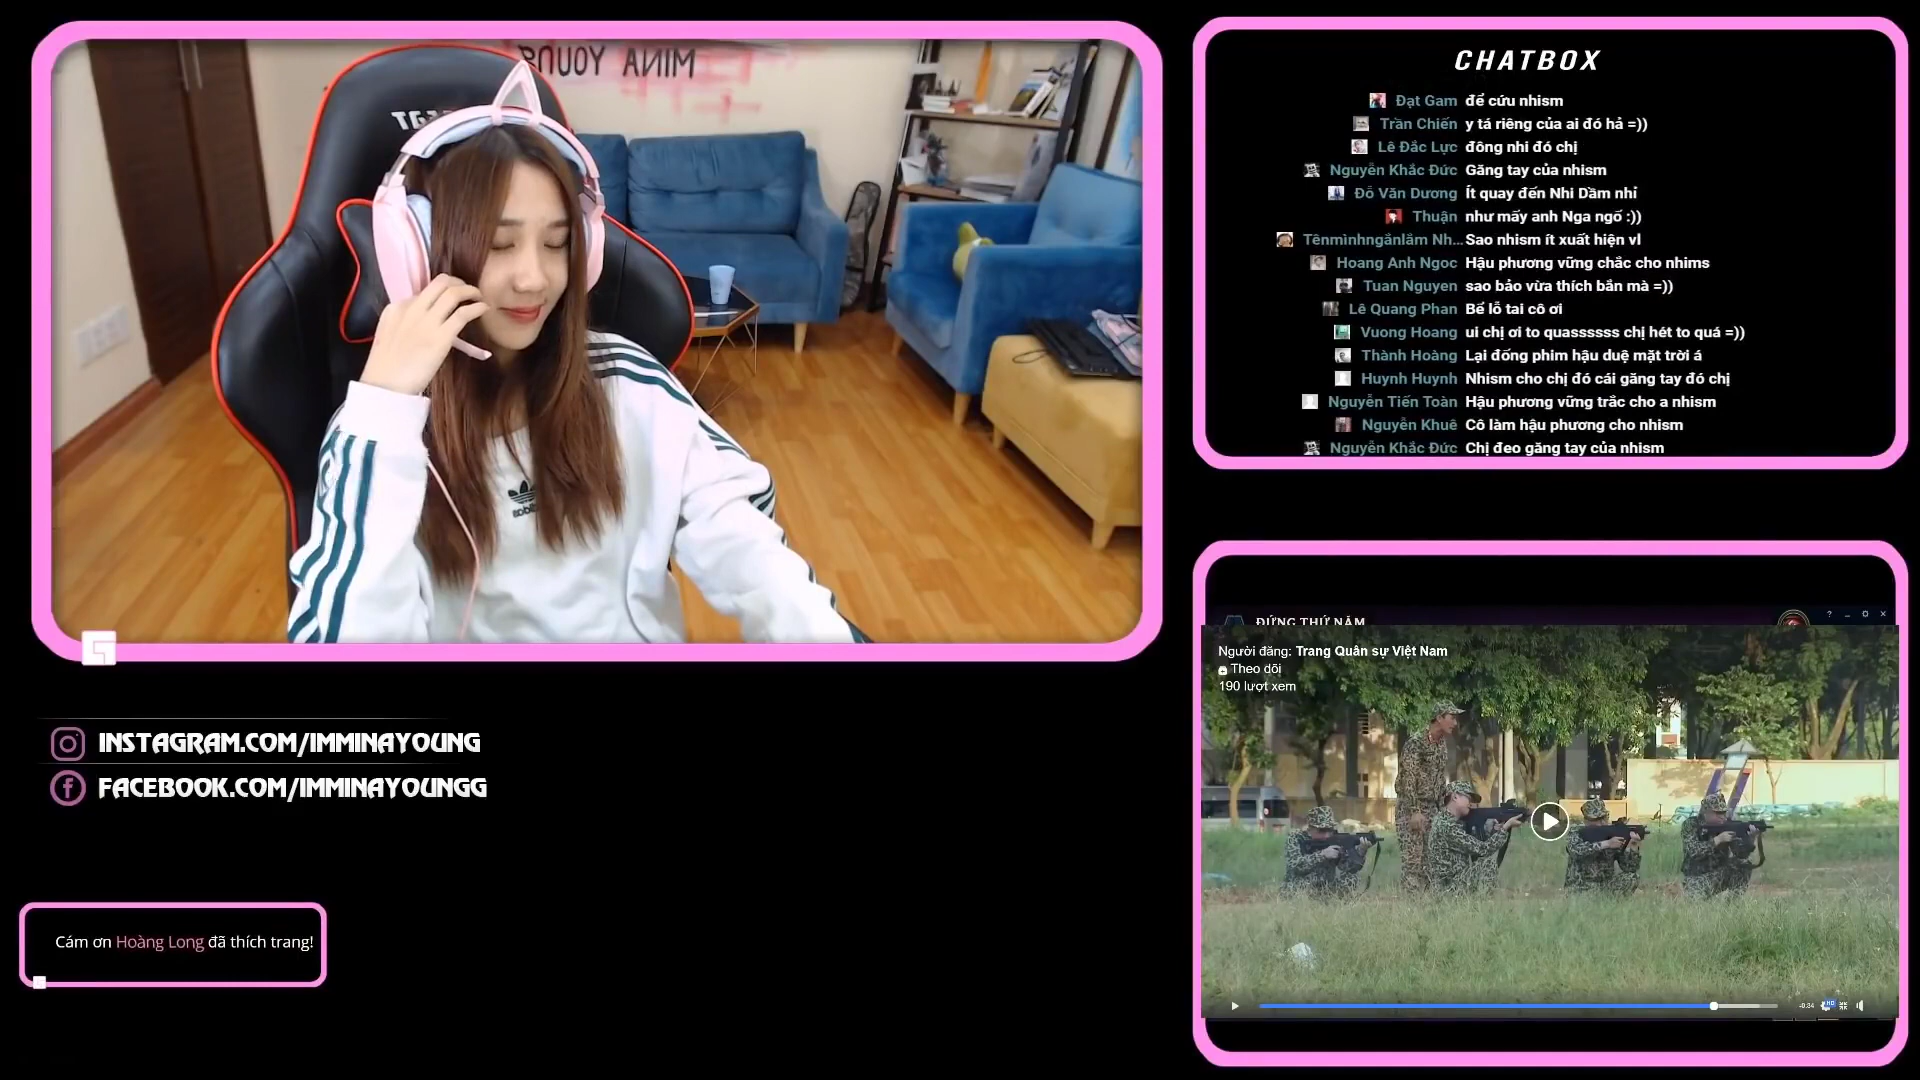 MINA YOUNG
adidas
CHATBOX
Đạt Gam để cứu nhism
Trần Chiến y tá riêng của ai đó hả =))
Lê Đắc Lực đông nhi đó chị
Nguyễn Khắc Đức Găng tay của nhism
Đỗ Văn Dương Ít quay đến Nhi Dầm nhỉ
Thuận như mấy anh Nga ngố :))
Tênmìnhngắnlắm Nh... Sao nhism ít xuất hiện vl
Hoang Anh Ngoc Hậu phương vững chắc cho nhims
Tuan Nguyen sao bảo vừa thích bắn mà =))
Lê Quang Phan Bể lỗ tai cô ơi
Vuong Hoang ui chị ơi to quassssss chị hét to quá =))
Thành Hoàng Lại đống phim hậu duệ mặt trời á
Huynh Huynh Nhism cho chị đó cái găng tay đó chị
Nguyễn Tiến Toàn Hậu phương vững trắc cho a nhism
Nguyễn Khuê Cô làm hậu phương cho nhism
Nguyễn Khắc Đức Chị đeo găng tay của nhism
ĐỨNG THỨ NĂM
Người đăng: Trang Quân sự Việt Nam
Theo dõi
190 lượt xem
-0:34
HD
INSTAGRAM.COM/IMMINAYOUNG
FACEBOOK.COM/IMMINAYOUNGG
Cám ơn Hoàng Long đã thích trang!